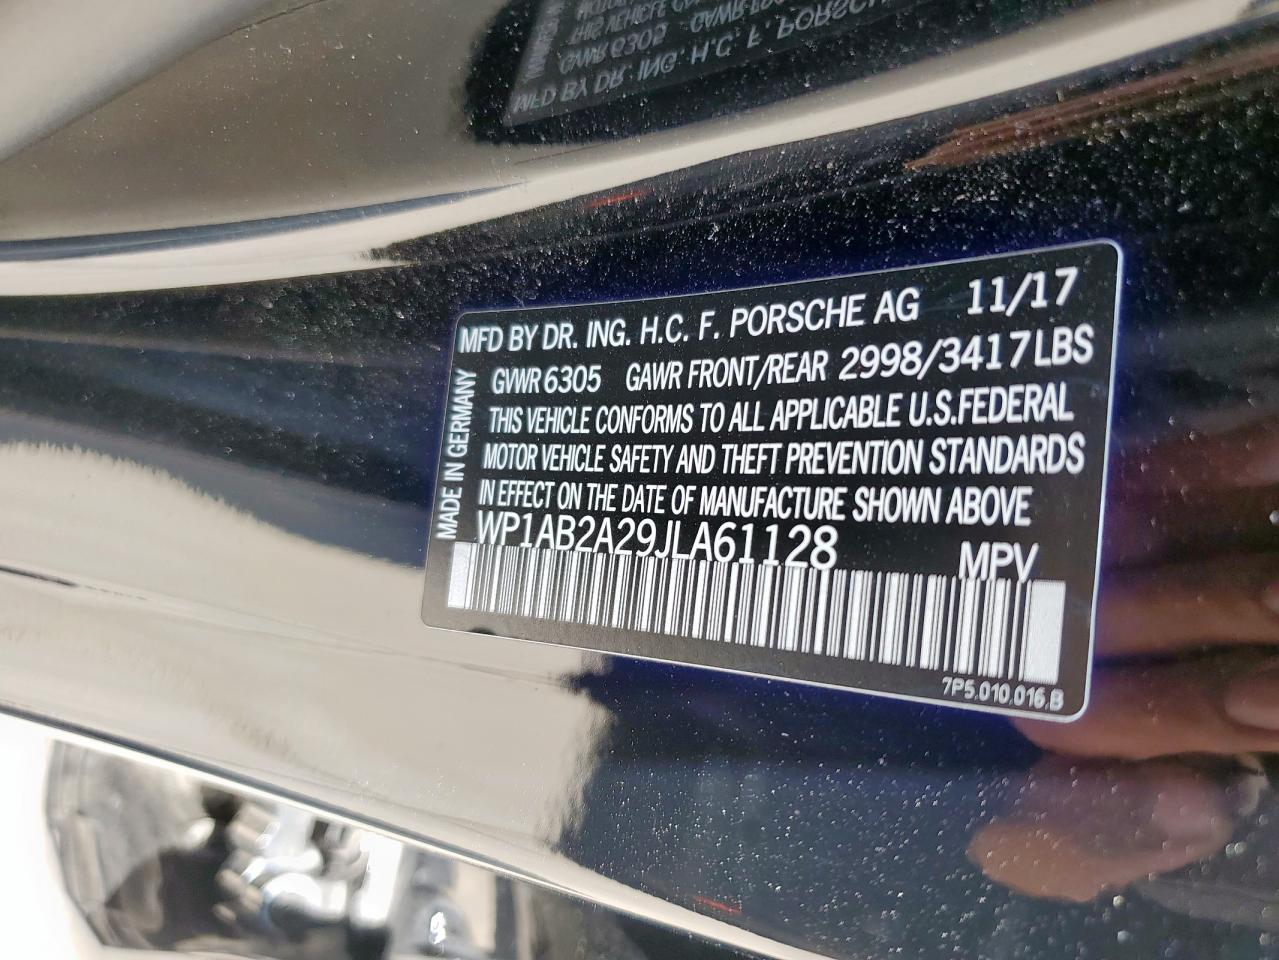 MFD BY DR. ING. H.C. F. PORSCHE AG 11/17
GVWR 6305 GAWR FRONT/REAR 2998/3417LBS
THIS VEHICLE CONFORMS TO ALL APPLICABLE U.S.FEDERAL
MOTOR VEHICLE SAFETY AND THEFT PREVENTION STANDARDS
IN EFFECT ON THE DATE OF MANUFACTURE SHOWN ABOVE
WP1AB2A29JLA61128 MPV
7P5.010.016.B
MADE IN GERMANY